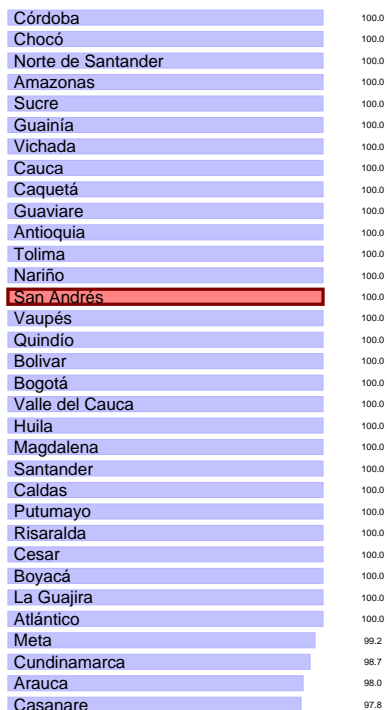 Córdoba 100.0
Chocó 100.0
Norte de Santander 100.0
Amazonas 100.0
Sucre 100.0
Guainía 100.0
Vichada 100.0
Cauca 100.0
Caquetá 100.0
Guaviare 100.0
Antioquia 100.0
Tolima 100.0
Nariño 100.0
San Andrés 100.0
Vaupés 100.0
Quindío 100.0
Bolivar 100.0
Bogotá 100.0
Valle del Cauca 100.0
Huila 100.0
Magdalena 100.0
Santander 100.0
Caldas 100.0
Putumayo 100.0
Risaralda 100.0
Cesar 100.0
Boyacá 100.0
La Guajira 100.0
Atlántico 100.0
Meta 99.2
Cundinamarca 98.7
Arauca 98.0
Casanare 97.8